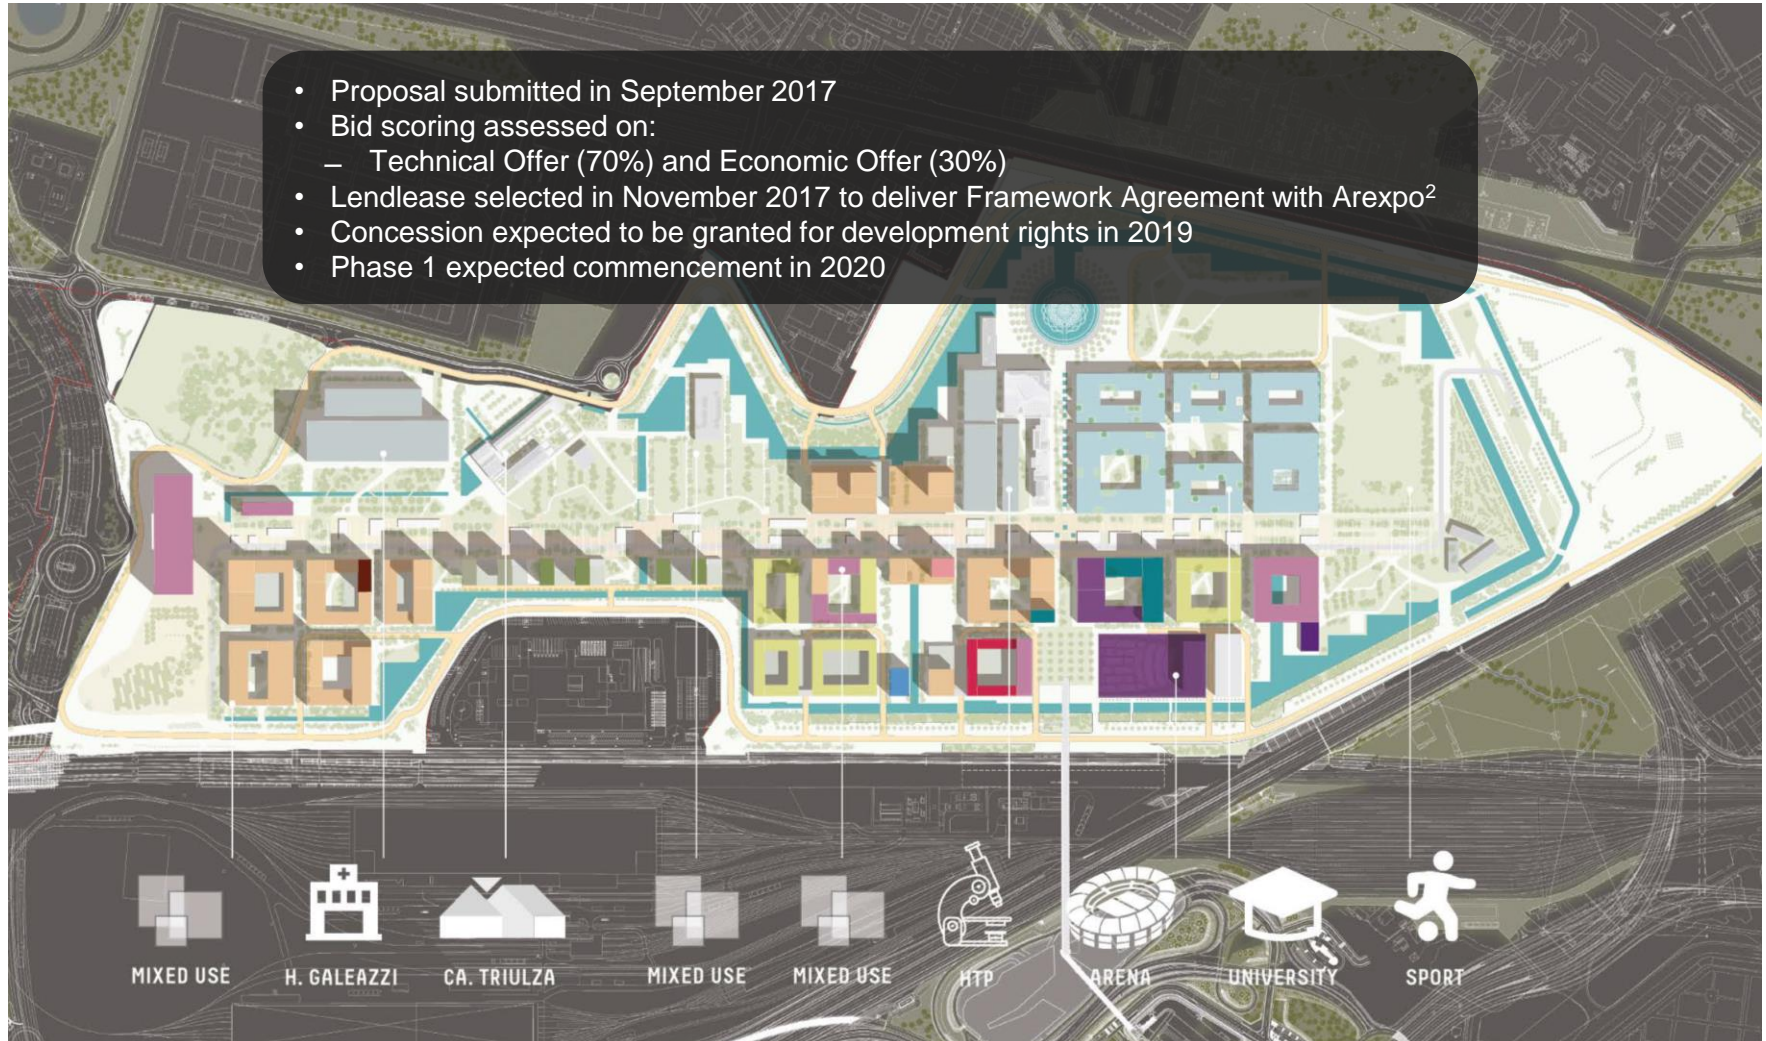 • Proposal submitted in September 2017
• Bid scoring assessed on:
– Technical Offer (70%) and Economic Offer (30%)
• Lendlease selected in November 2017 to deliver Framework Agreement with Arexpo²
• Concession expected to be granted for development rights in 2019
• Phase 1 expected commencement in 2020
MIXED USE H. GALEAZZI CA. TRIULZA MIXED USE MIXED USE HTP ARENA UNIVERSITY SPORT